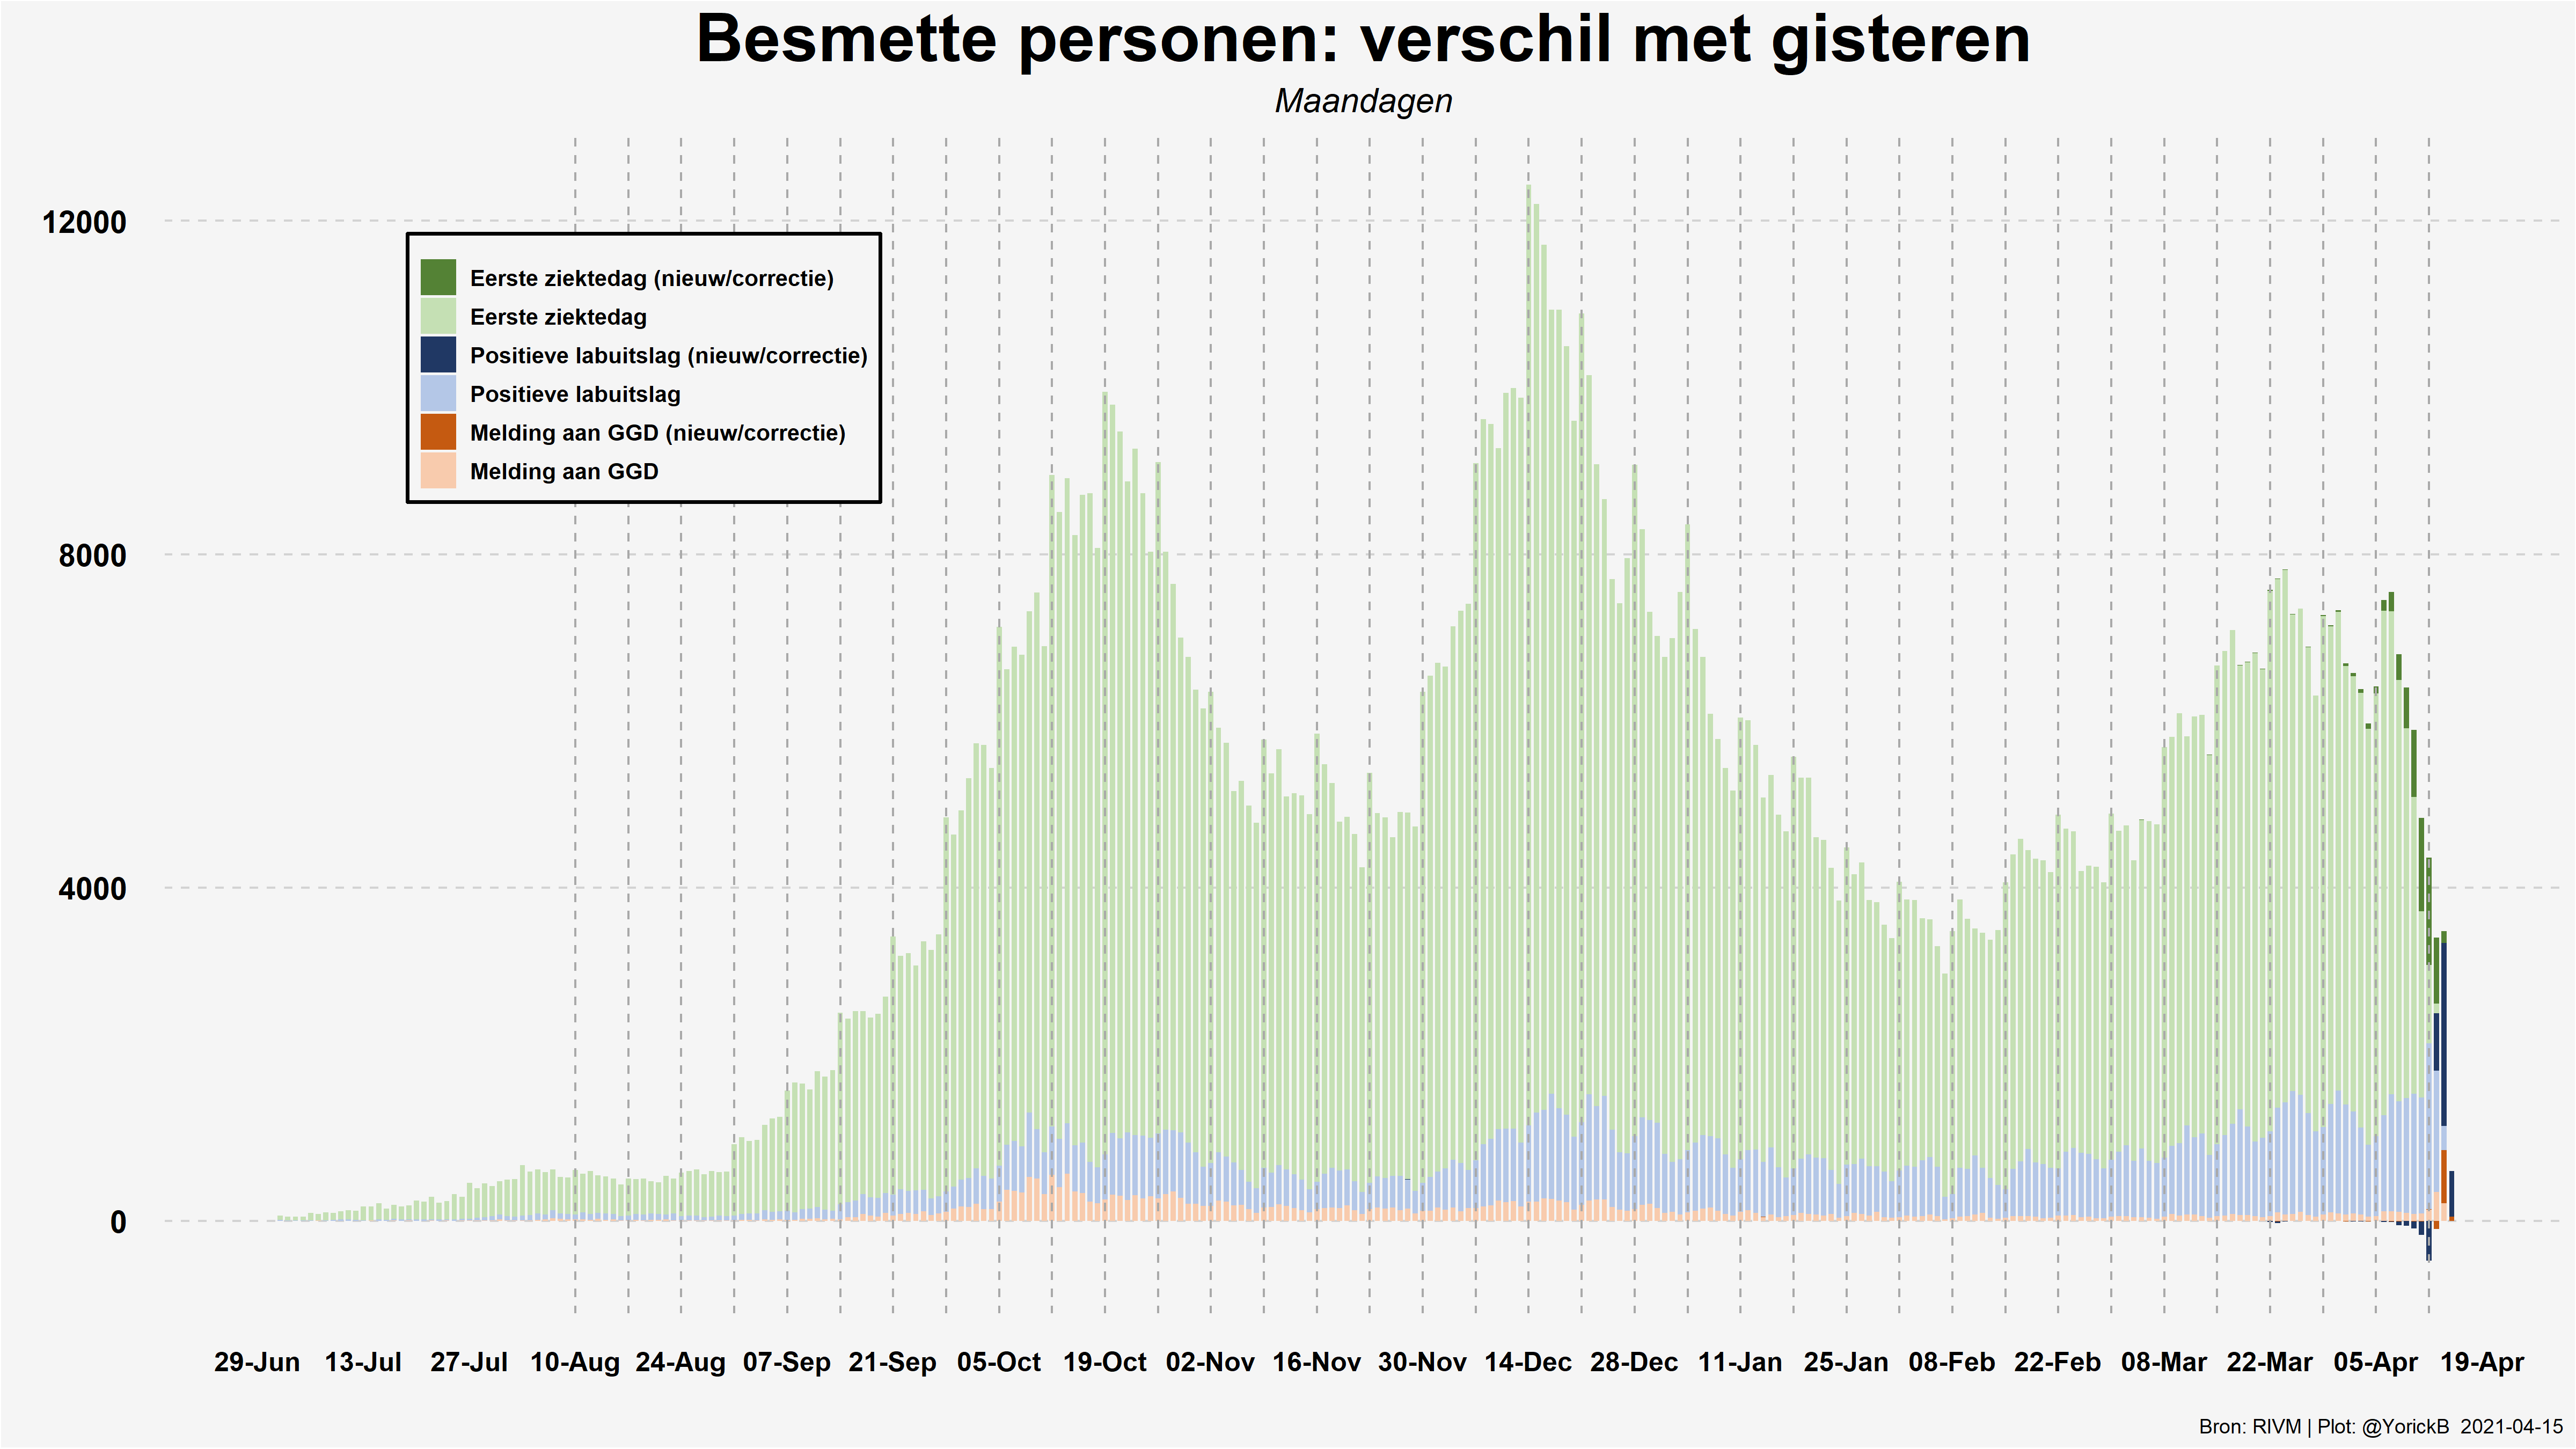 Besmette personen: verschil met gisteren
Maandagen
12000
8000
4000
0
Eerste ziektedag (nieuw/correctie)
Eerste ziektedag
Positieve labuitslag (nieuw/correctie)
Positieve labuitslag
Melding aan GGD (nieuw/correctie)
Melding aan GGD
29-Jun 13-Jul 27-Jul 10-Aug 24-Aug 07-Sep 21-Sep 05-Oct 19-Oct 02-Nov 16-Nov 30-Nov 14-Dec 28-Dec 11-Jan 25-Jan 08-Feb 22-Feb 08-Mar 22-Mar 05-Apr 19-Apr
Bron: RIVM | Plot: @YorickB 2021-04-15